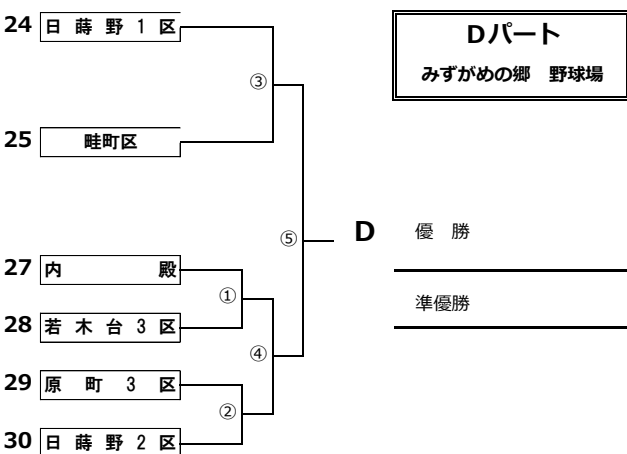 Dパート
みずがめの郷 野球場
24 日蒔野1区
③
25 畦町区
⑤
D
優 勝
準優勝
27 内 殿
①
28 若木台3区
④
29 原町3区
②
30 日蒔野2区